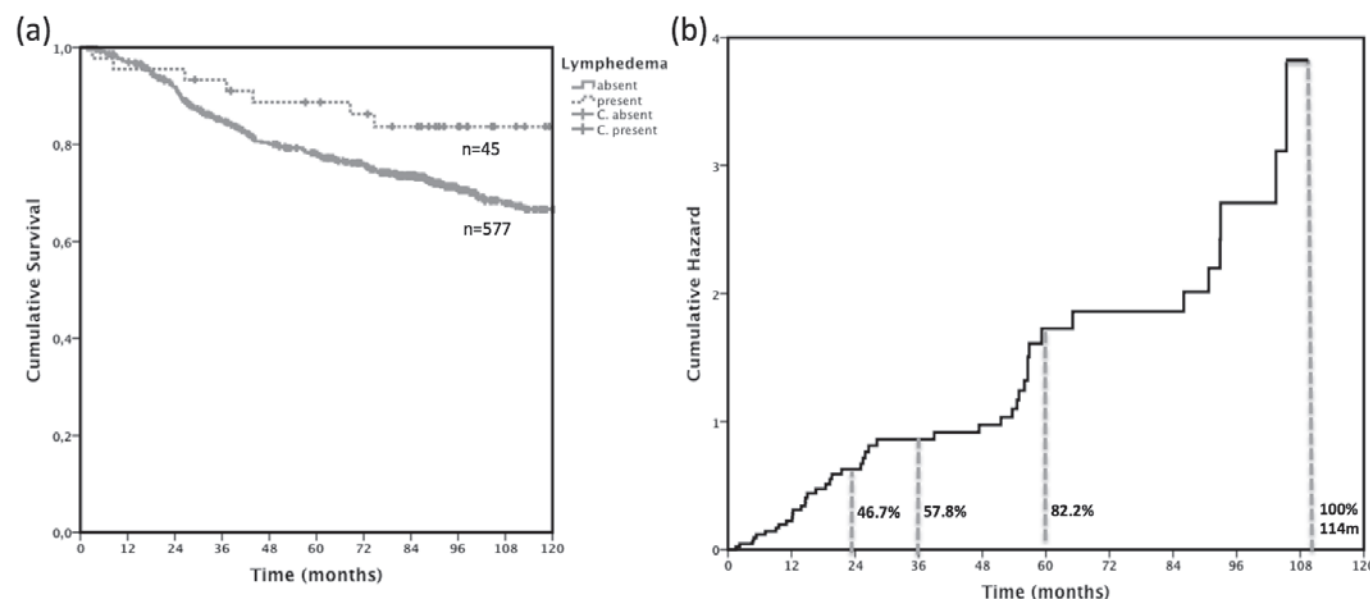 (a)
1,0
0,8
0,6
0,4
0,2
0,0
Cumulative Survival
0 12 24 36 48 60 72 84 96 108 120
Time (months)
n=45
n=577
Lymphedema
absent
present
C. absent
C. present
(b)
4
3
2
1
0
Cumulative Hazard
46.7%
57.8%
82.2%
100%
114m
0 12 24 36 48 60 72 84 96 108 120
Time (months)